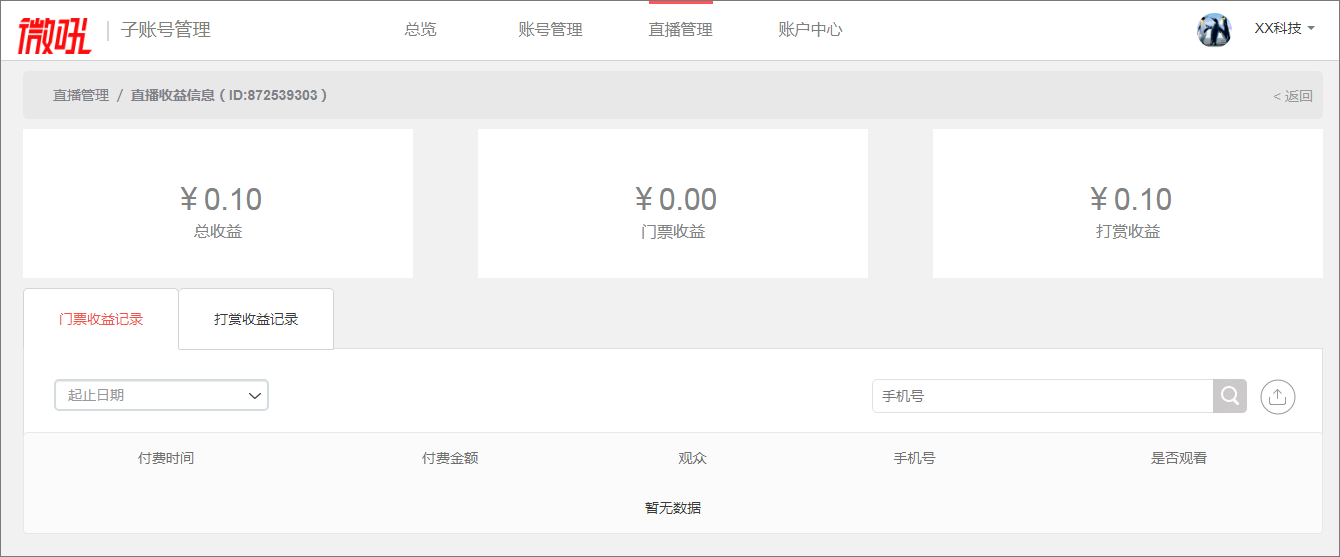 微吼 子账号管理 总览 账号管理 直播管理 账户中心 XX科技
直播管理 / 直播收益信息（ID:872539303） < 返回
￥0.10 ￥0.00 ￥0.10
总收益 门票收益 打赏收益
门票收益记录 打赏收益记录
起止日期 手机号
付费时间 付费金额 观众 手机号 是否观看
暂无数据